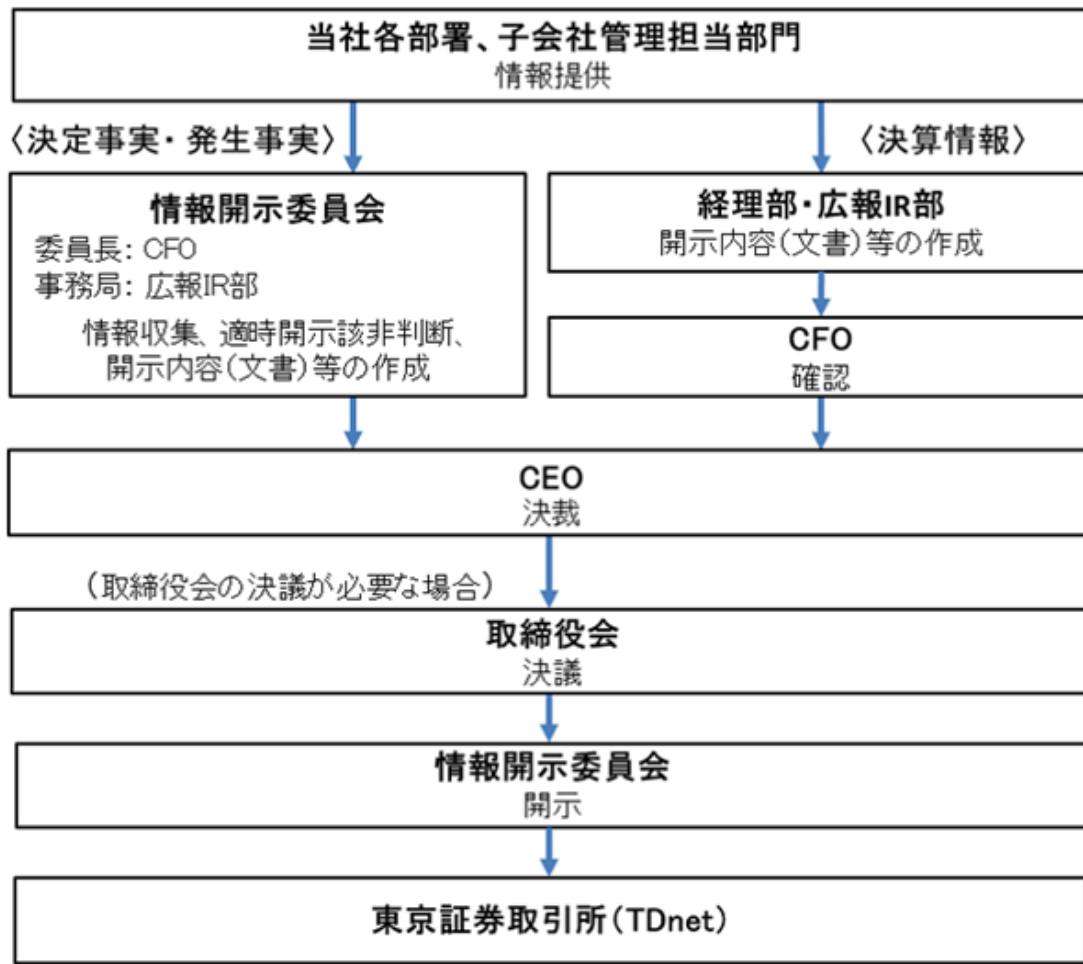 当社各部署、子会社管理担当部門
情報提供
〈決定事実・発生事実〉
〈決算情報〉
情報開示委員会
委員長: CFO
事務局: 広報IR部
情報収集、適時開示該非判断、
開示内容(文書)等の作成
経理部・広報IR部
開示内容(文書)等の作成
CFO
確認
CEO
決裁
(取締役会の決議が必要な場合)
取締役会
決議
情報開示委員会
開示
東京証券取引所(TDnet)